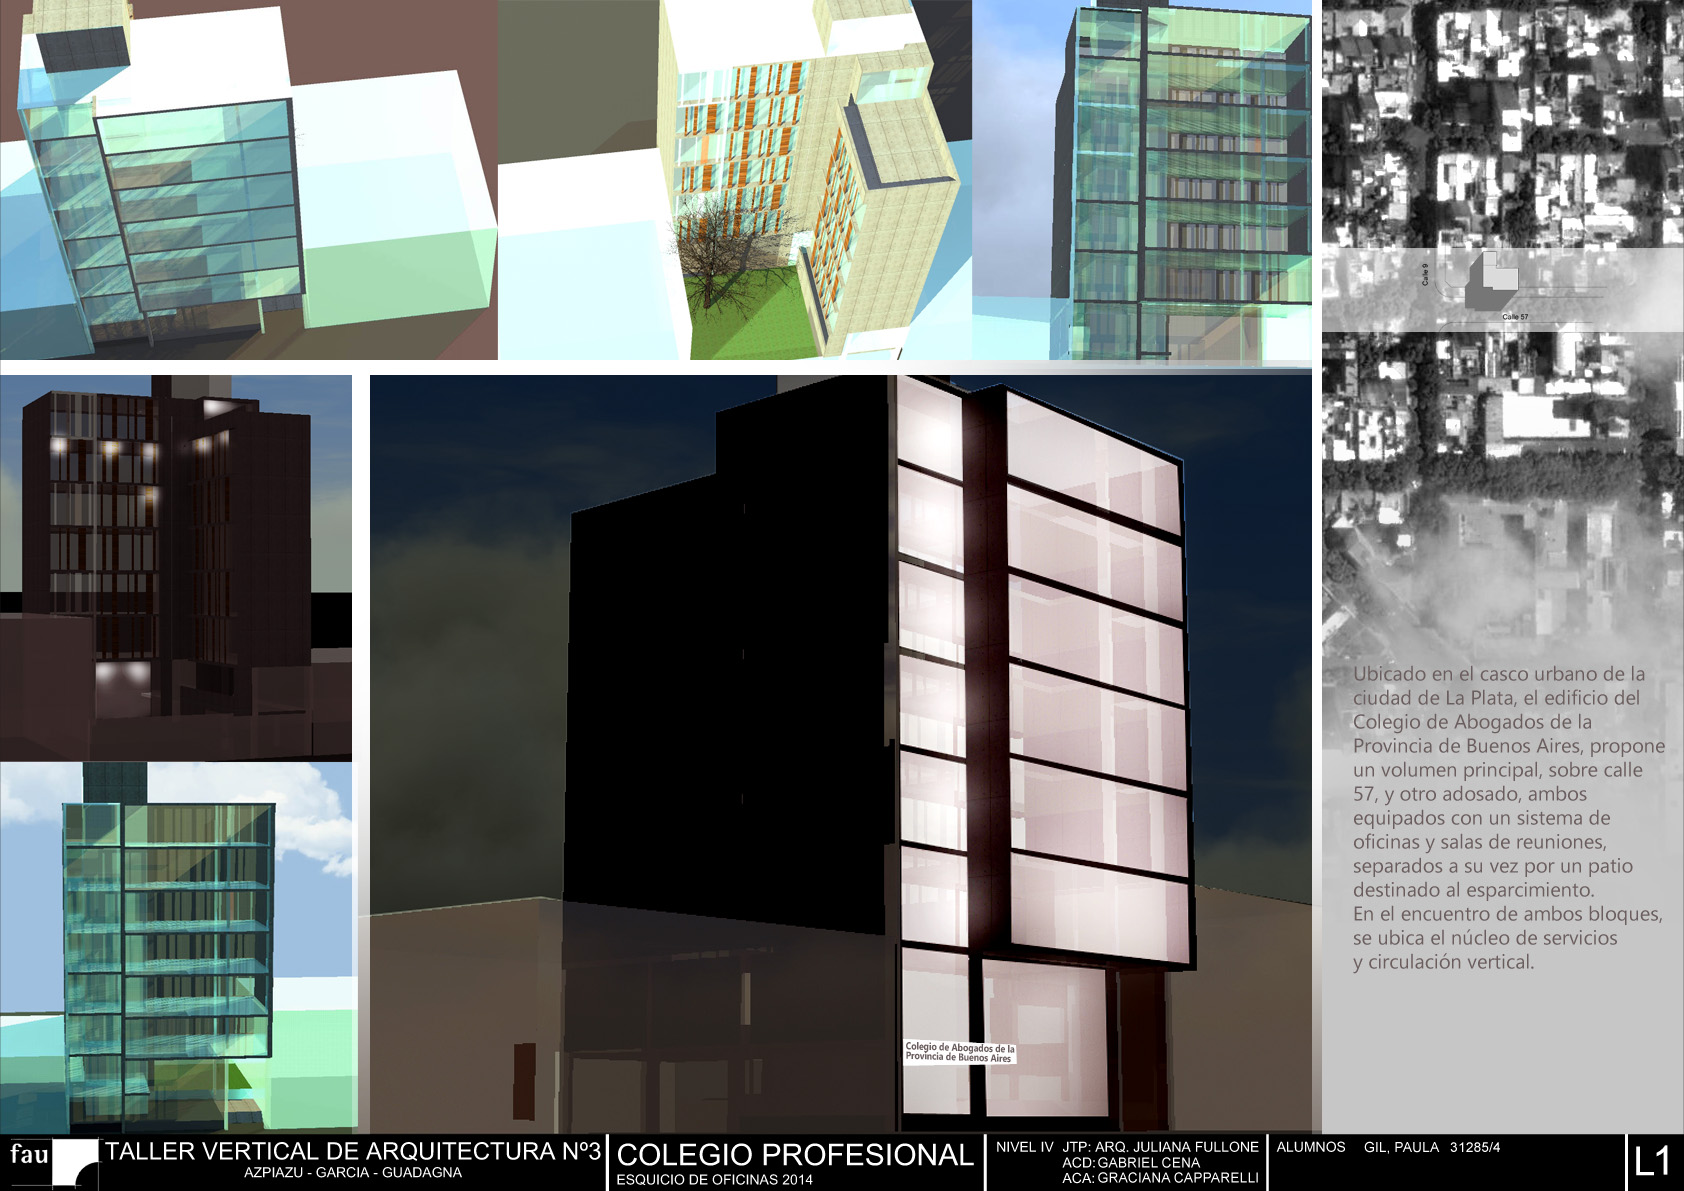 Calle 9
Calle 57
Ubicado en el casco urbano de la
ciudad de La Plata, el edificio del
Colegio de Abogados de la
Provincia de Buenos Aires, propone
un volumen principal, sobre calle
57, y otro adosado, ambos
equipados con un sistema de
oficinas y salas de reuniones,
separados a su vez por un patio
destinado al esparcimiento.
En el encuentro de ambos bloques,
se ubica el núcleo de servicios
y circulación vertical.
Colegio de Abogados de la
Provincia de Buenos Aires
fau
TALLER VERTICAL DE ARQUITECTURA Nº3
AZPIAZU - GARCIA - GUADAGNA
COLEGIO PROFESIONAL
ESQUICIO DE OFICINAS 2014
NIVEL IV JTP: ARQ. JULIANA FULLONE
ACD: GABRIEL CENA
ACA: GRACIANA CAPPARELLI
ALUMNOS GIL, PAULA 31285/4
L1